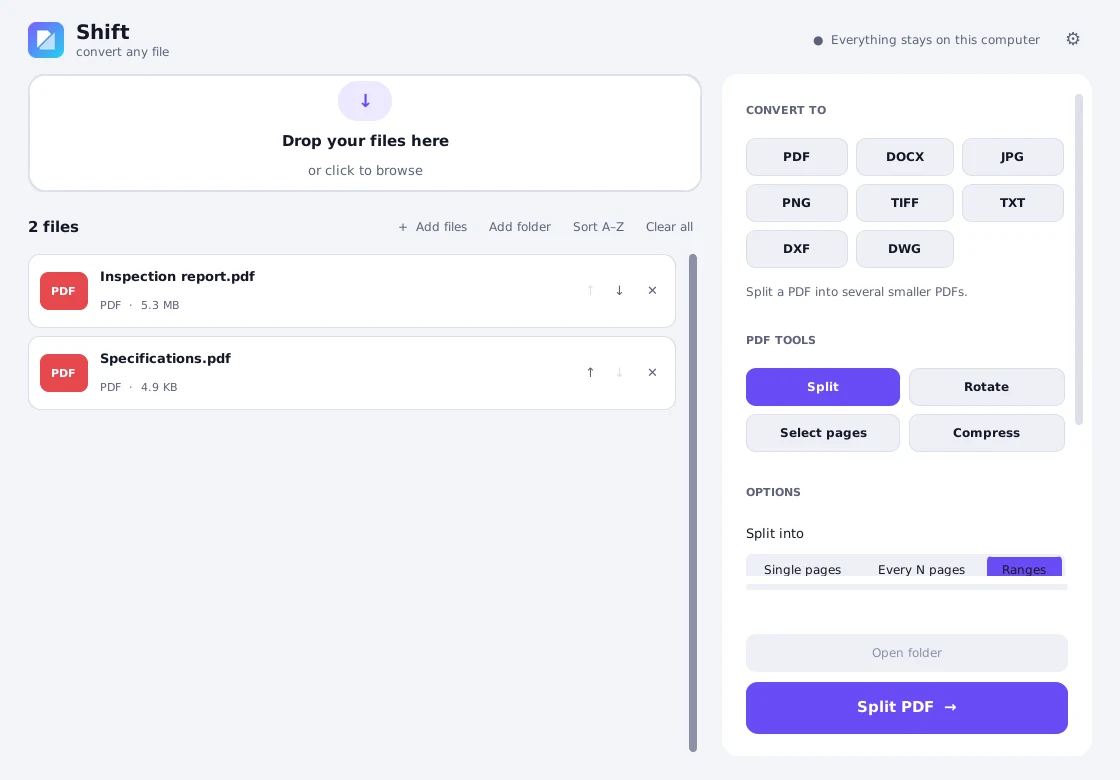 Shift
convert any file
Everything stays on this computer
Drop your files here
or click to browse
2 files
+ Add files
Add folder
Sort A–Z
Clear all
PDF
Inspection report.pdf
PDF · 5.3 MB
PDF
Specifications.pdf
PDF · 4.9 KB
CONVERT TO
PDF
DOCX
JPG
PNG
TIFF
TXT
DXF
DWG
Split a PDF into several smaller PDFs.
PDF TOOLS
Split
Rotate
Select pages
Compress
OPTIONS
Split into
Single pages
Every N pages
Ranges
Open folder
Split PDF →